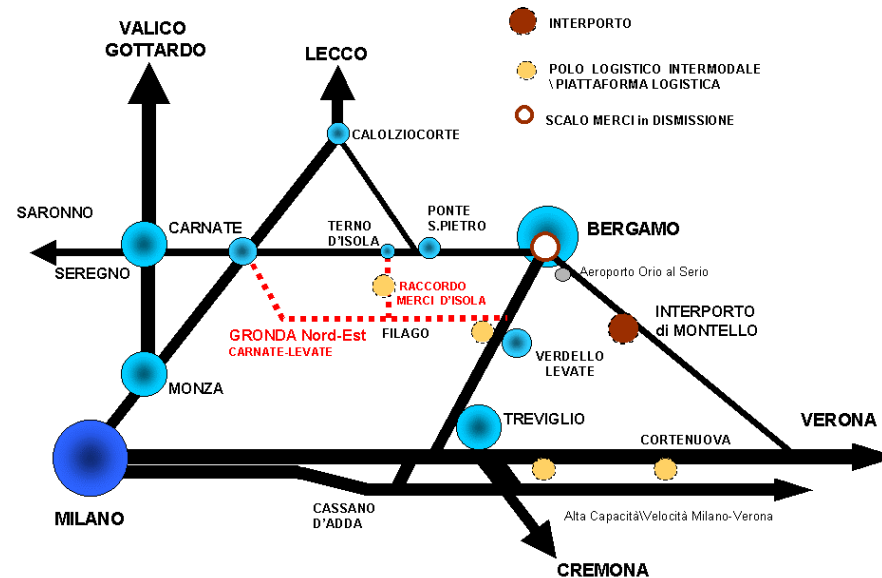 INTERPORTO
VALICO
GOTTARDO
LECCO
POLO LOGISTICO INTERMODALE
\PIATTAFORMA LOGISTICA
SCALO MERCI in DISMISSIONE
CALOLZIOCORTE
SARONNO
CARNATE
TERNO
D'ISOLA
PONTE
S.PIETRO
BERGAMO
SEREGNO
Aeroporto Orio al Serio
RACCORDO
MERCI D'ISOLA
INTERPORTO
di MONTELLO
GRONDA Nord-Est
CARNATE-LEVATE
FILAGO
VERDELLO
LEVATE
MONZA
TREVIGLIO
VERONA
CORTENUOVA
MILANO
CASSANO
D'ADDA
Alta Capacità\Velocità Milano-Verona
CREMONA